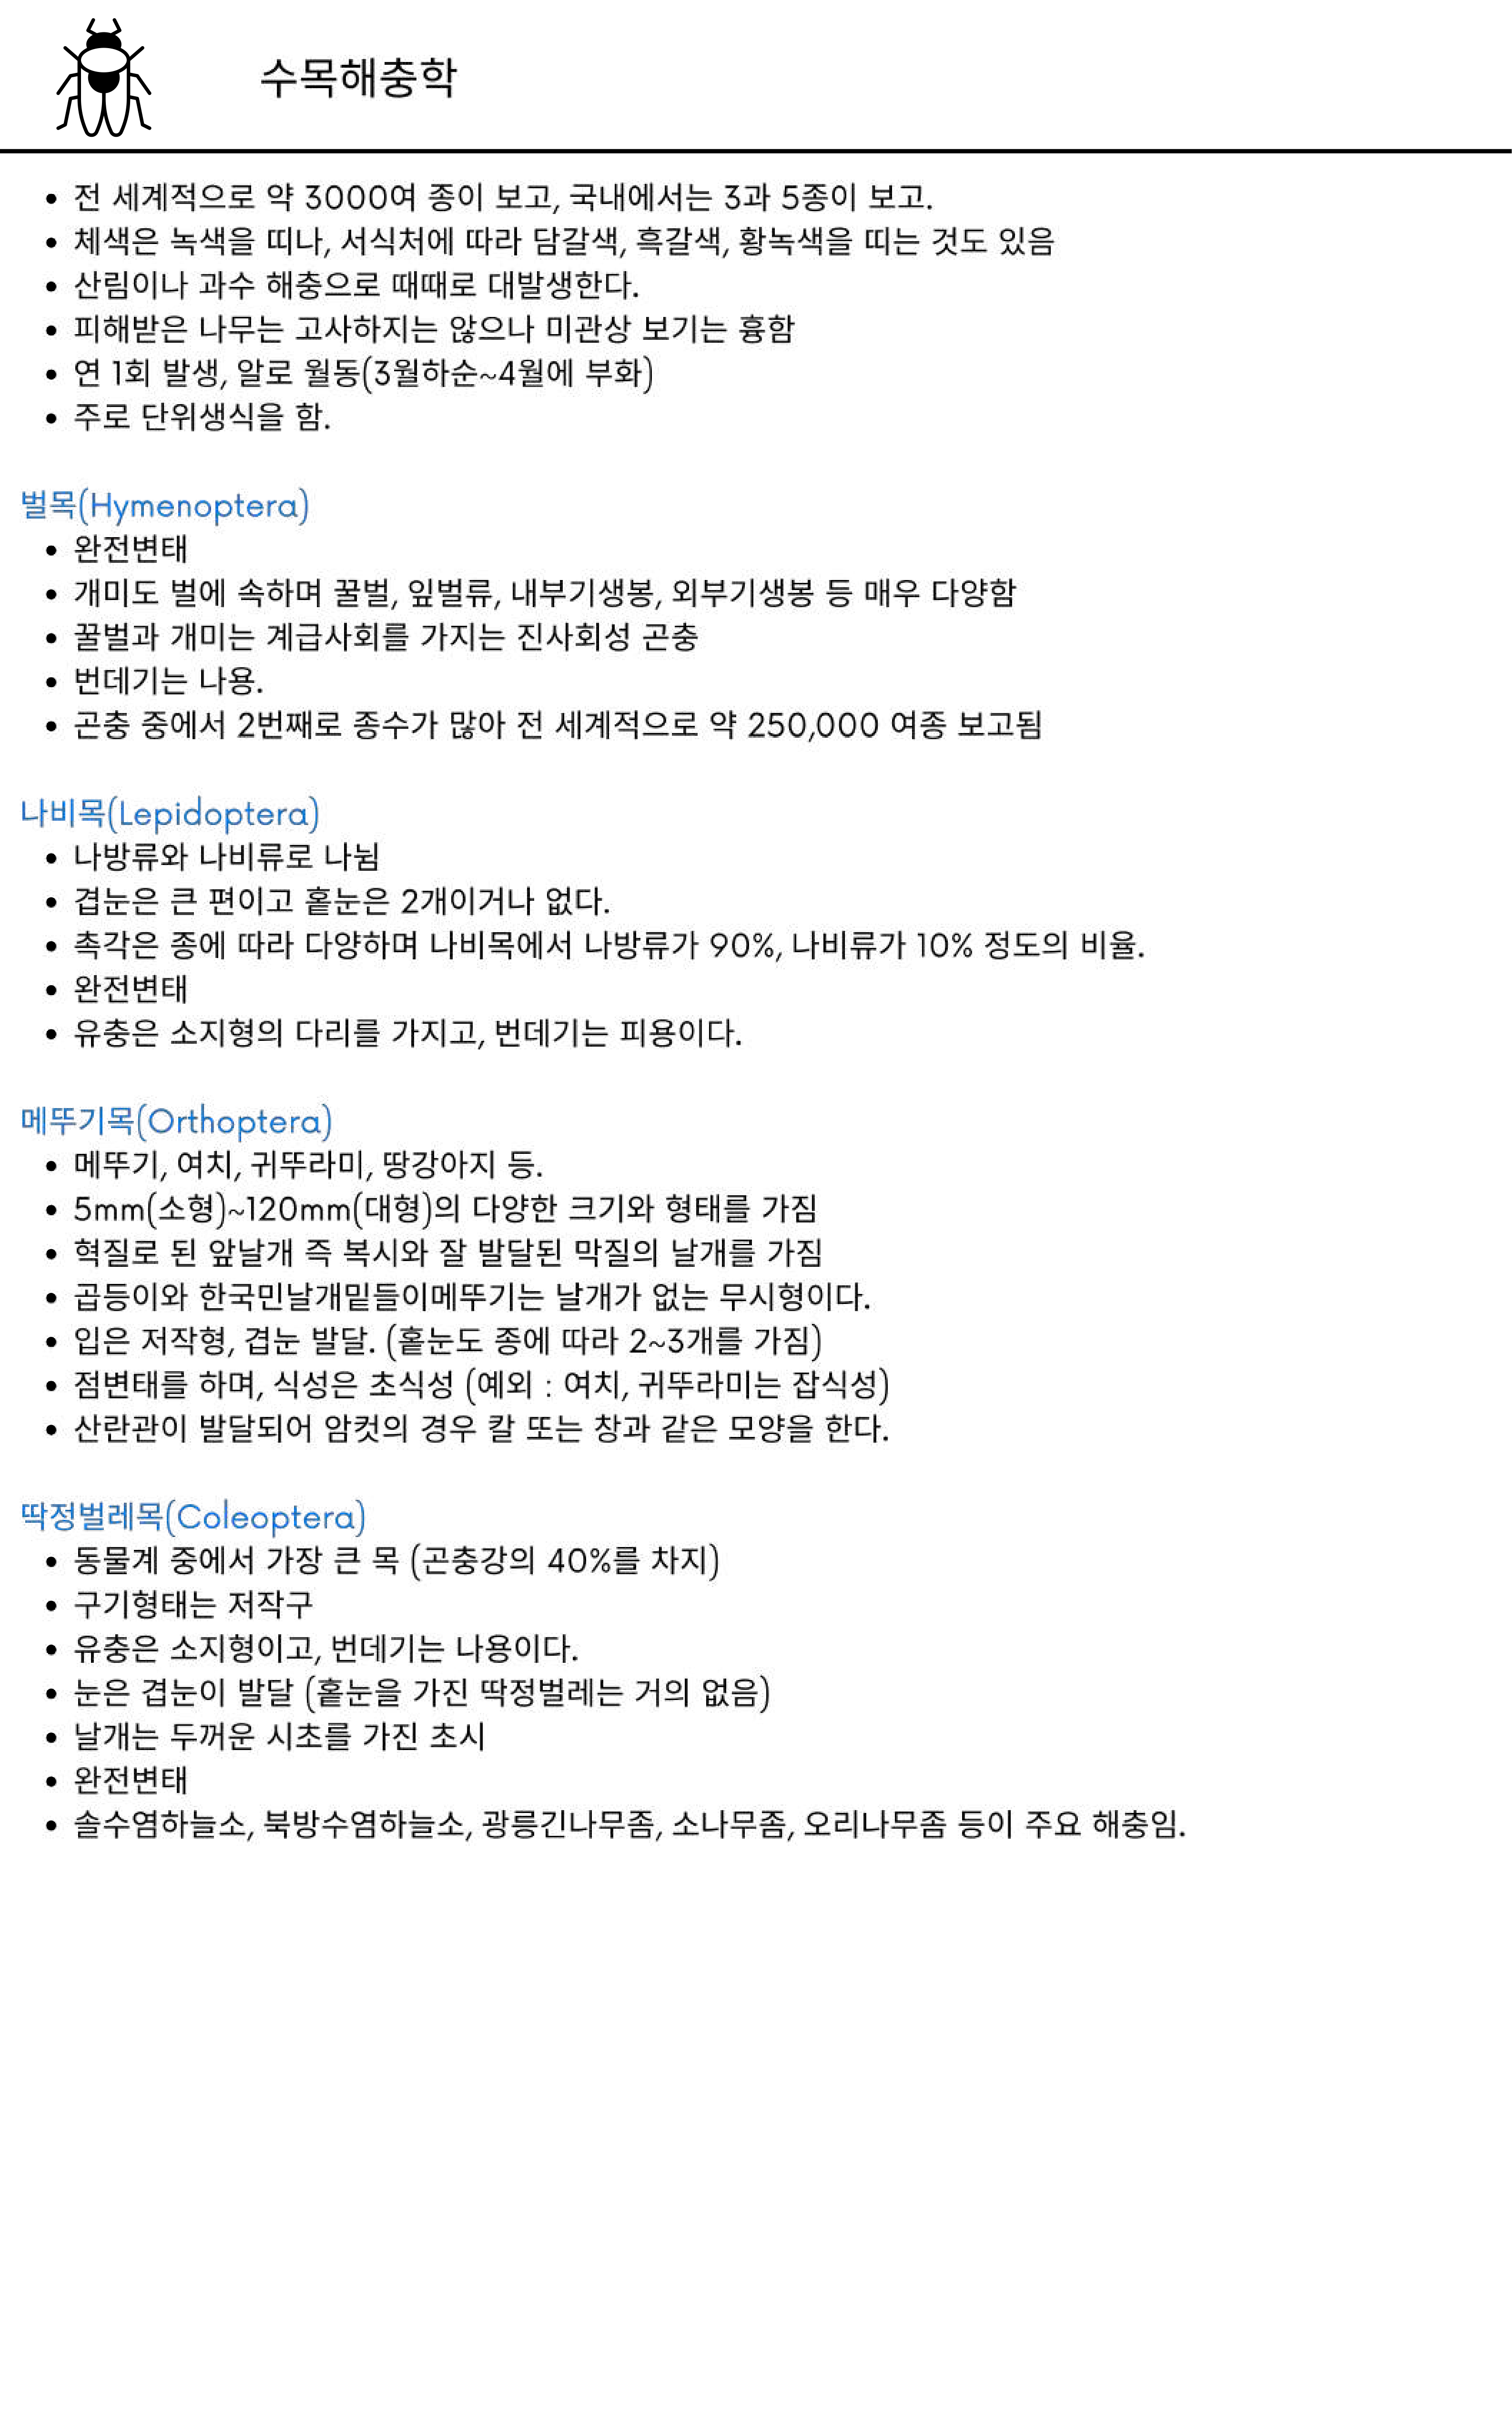 수목해충학
• 전 세계적으로 약 3000여 종이 보고, 국내에서는 3과 5종이 보고.
• 체색은 녹색을 띠나, 서식처에 따라 담갈색, 흑갈색, 황녹색을 띠는 것도 있음
• 산림이나 과수 해충으로 때때로 대발생한다.
• 피해받은 나무는 고사하지는 않으나 미관상 보기는 흉함
• 연 1회 발생, 알로 월동(3월하순~4월에 부화)
• 주로 단위생식을 함.
벌목(Hymenoptera)
• 완전변태
• 개미도 벌에 속하며 꿀벌, 잎벌류, 내부기생봉, 외부기생봉 등 매우 다양함
• 꿀벌과 개미는 계급사회를 가지는 진사회성 곤충
• 번데기는 나용.
• 곤충 중에서 2번째로 종수가 많아 전 세계적으로 약 250,000 여종 보고됨
나비목(Lepidoptera)
• 나방류와 나비류로 나뉨
• 겹눈은 큰 편이고 홑눈은 2개이거나 없다.
• 촉각은 종에 따라 다양하며 나비목에서 나방류가 90%, 나비류가 10% 정도의 비율.
• 완전변태
• 유충은 소지형의 다리를 가지고, 번데기는 피용이다.
메뚜기목(Orthoptera)
• 메뚜기, 여치, 귀뚜라미, 땅강아지 등.
• 5mm(소형)~120mm(대형)의 다양한 크기와 형태를 가짐
• 혁질로 된 앞날개 즉 복시와 잘 발달된 막질의 날개를 가짐
• 곱등이와 한국민날개밑들이메뚜기는 날개가 없는 무시형이다.
• 입은 저작형, 겹눈 발달. (홑눈도 종에 따라 2~3개를 가짐)
• 점변태를 하며, 식성은 초식성 (예외 : 여치, 귀뚜라미는 잡식성)
• 산란관이 발달되어 암컷의 경우 칼 또는 창과 같은 모양을 한다.
딱정벌레목(Coleoptera)
• 동물계 중에서 가장 큰 목 (곤충강의 40%를 차지)
• 구기형태는 저작구
• 유충은 소지형이고, 번데기는 나용이다.
• 눈은 겹눈이 발달 (홑눈을 가진 딱정벌레는 거의 없음)
• 날개는 두꺼운 시초를 가진 초시
• 완전변태
• 솔수염하늘소, 북방수염하늘소, 광릉긴나무좀, 소나무좀, 오리나무좀 등이 주요 해충임.